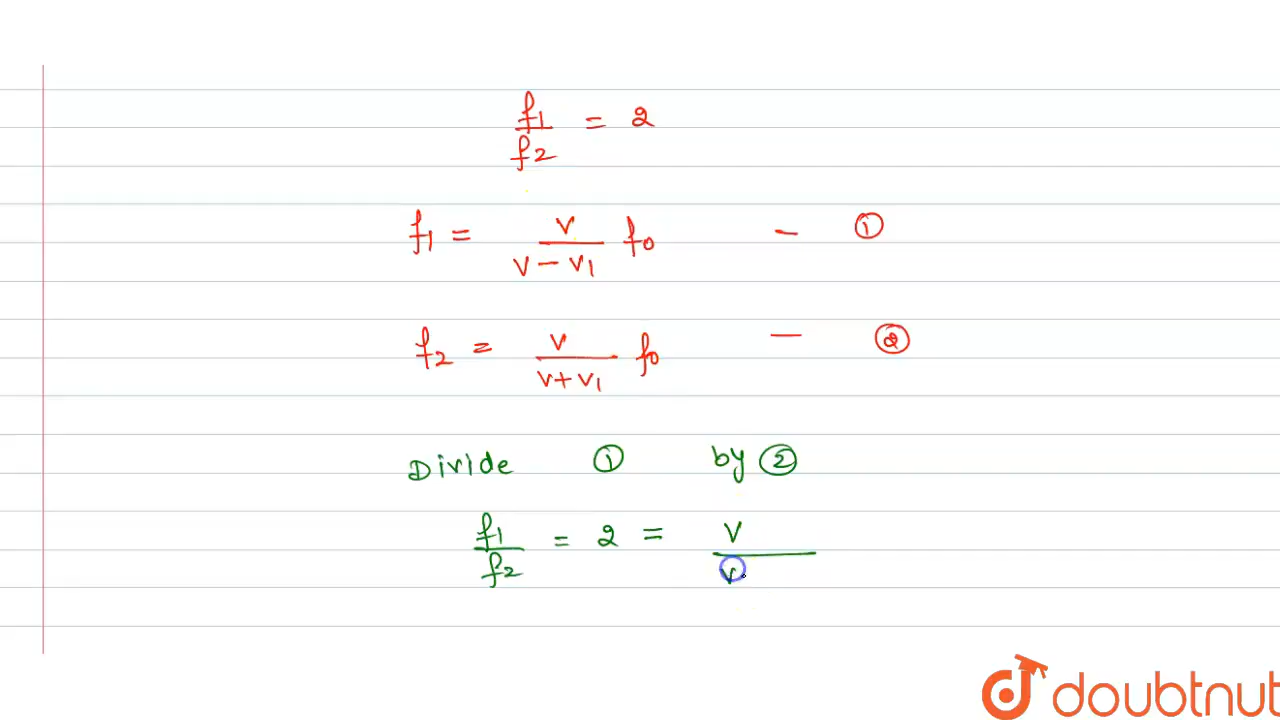 f1/f2 = 2
f1 = v/(v - v1) f0 - ①
f2 = v/(v + v1) f0 - ②
Divide ① by ②
f1/f2 = 2 = v/v
doubtnut